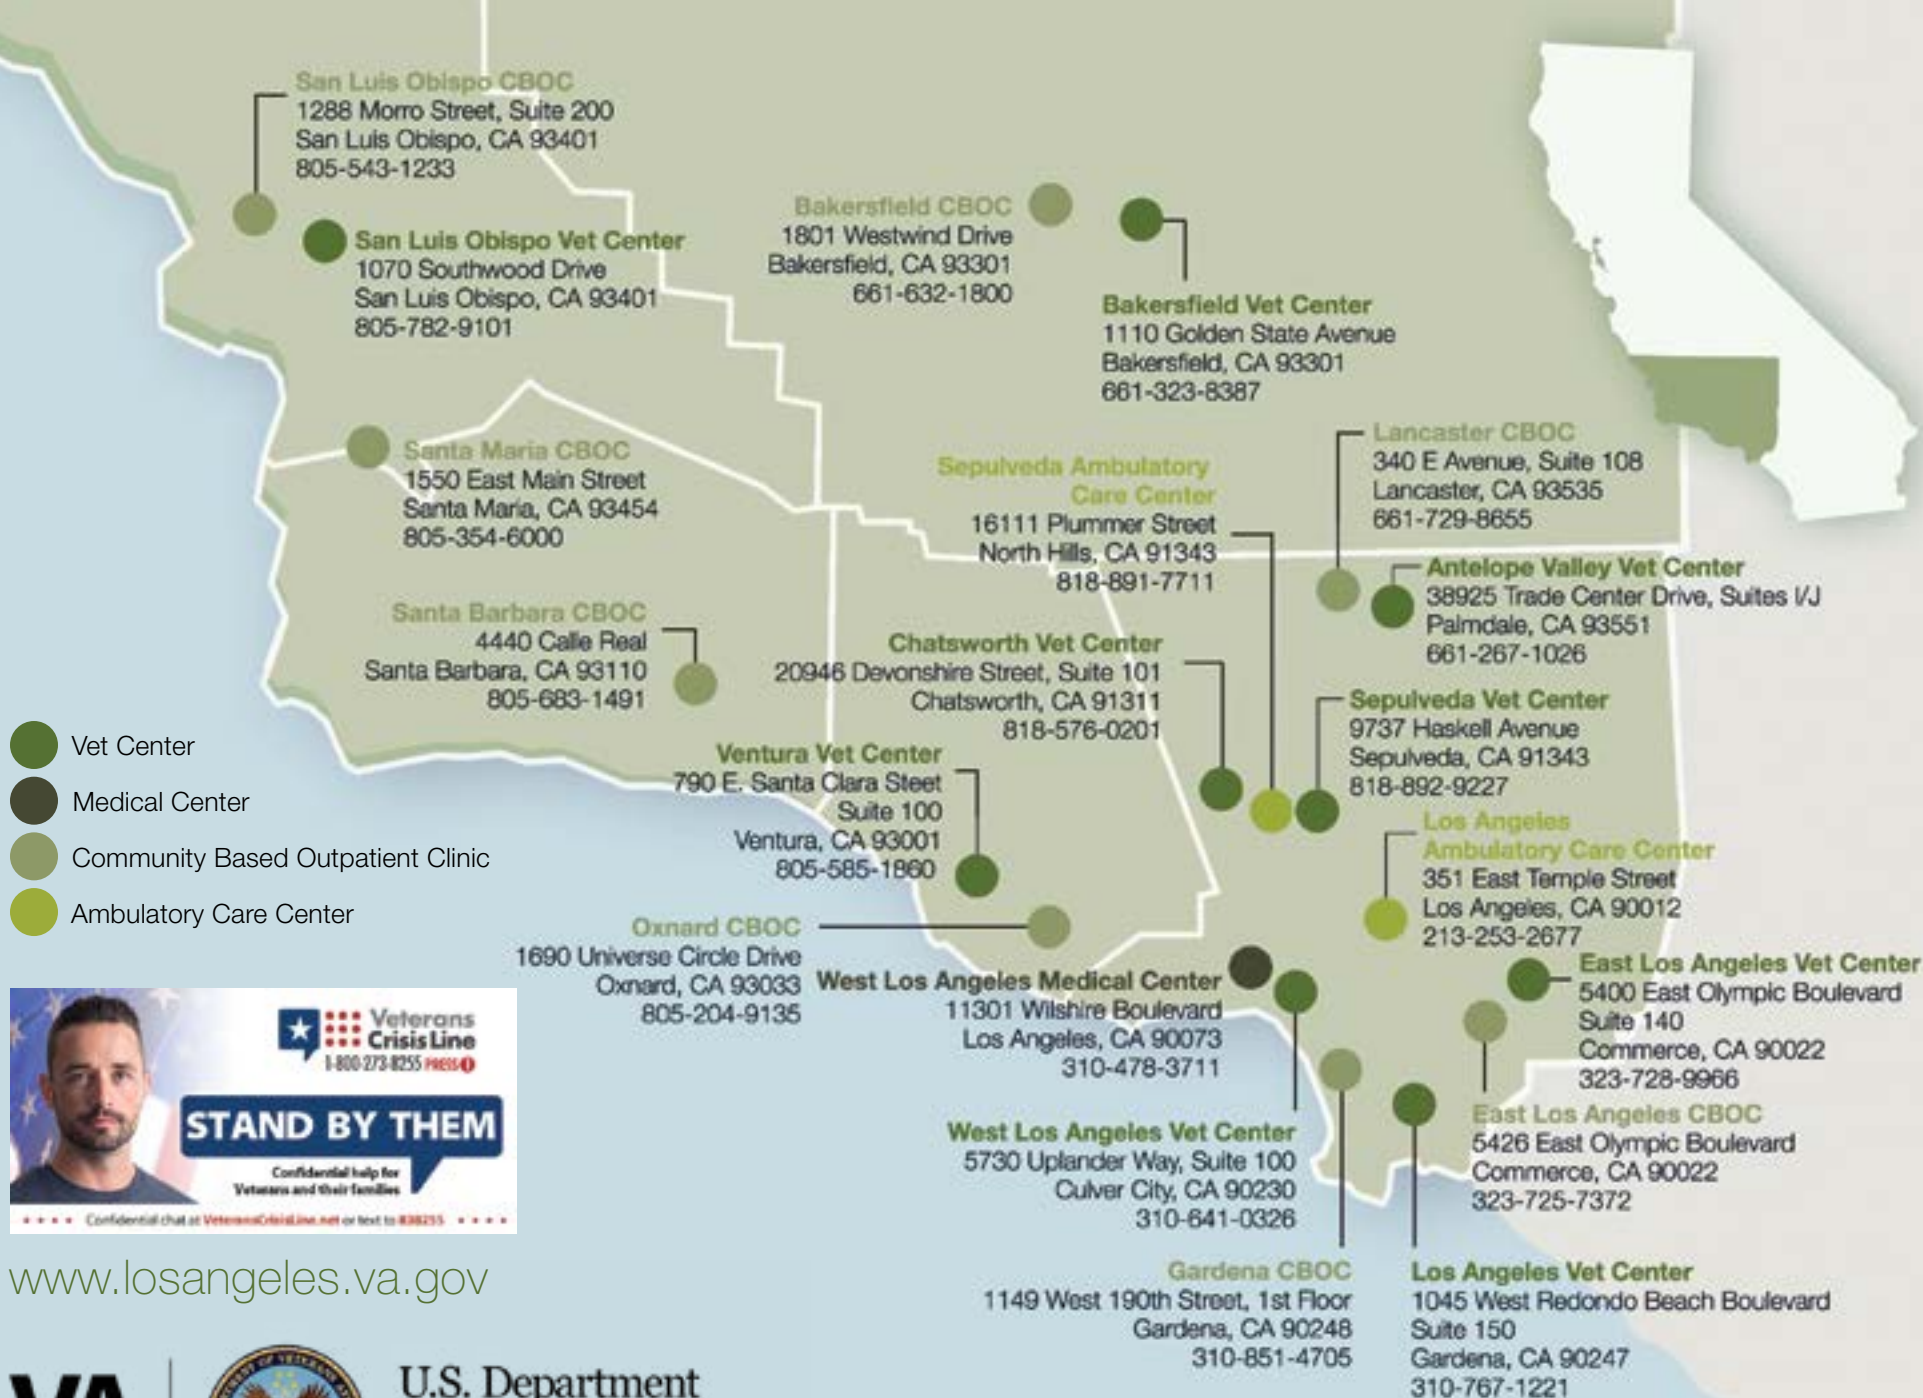 San Luis Obispo CBOC
1288 Morro Street, Suite 200
San Luis Obispo, CA 93401
805-543-1233
San Luis Obispo Vet Center
1070 Southwood Drive
San Luis Obispo, CA 93401
805-782-9101
Bakersfield CBOC
1801 Westwind Drive
Bakersfield, CA 93301
661-632-1800
Bakersfield Vet Center
1110 Golden State Avenue
Bakersfield, CA 93301
661-323-8387
Santa Maria CBOC
1550 East Main Street
Santa Maria, CA 93454
805-354-6000
Sepulveda Ambulatory
Care Center
16111 Plummer Street
North Hills, CA 91343
818-891-7711
Lancaster CBOC
340 E Avenue, Suite 108
Lancaster, CA 93535
661-729-8655
Antelope Valley Vet Center
38925 Trade Center Drive, Suites I/J
Palmdale, CA 93551
661-267-1026
Santa Barbara CBOC
4440 Calle Real
Santa Barbara, CA 93110
805-683-1491
Chatsworth Vet Center
20946 Devonshire Street, Suite 101
Chatsworth, CA 91311
818-576-0201
Sepulveda Vet Center
9737 Haskell Avenue
Sepulveda, CA 91343
818-892-9227
Ventura Vet Center
790 E. Santa Clara Steet
Suite 100
Ventura, CA 93001
805-585-1860
Los Angeles
Ambulatory Care Center
351 East Temple Street
Los Angeles, CA 90012
213-253-2677
Oxnard CBOC
1690 Universe Circle Drive
Oxnard, CA 93033
805-204-9135
West Los Angeles Medical Center
11301 Wilshire Boulevard
Los Angeles, CA 90073
310-478-3711
East Los Angeles Vet Center
5400 East Olympic Boulevard
Suite 140
Commerce, CA 90022
323-728-9966
East Los Angeles CBOC
5426 East Olympic Boulevard
Commerce, CA 90022
323-725-7372
West Los Angeles Vet Center
5730 Uplander Way, Suite 100
Culver City, CA 90230
310-641-0326
Gardena CBOC
1149 West 190th Street, 1st Floor
Gardena, CA 90248
310-851-4705
Los Angeles Vet Center
1045 West Redondo Beach Boulevard
Suite 150
Gardena, CA 90247
310-767-1221
Vet Center
Medical Center
Community Based Outpatient Clinic
Ambulatory Care Center
Veterans
Crisis Line
1-800-273-8255 PRESS 1
STAND BY THEM
Confidential help for
Veterans and their families
Confidential chat at VeteransCrisisLine.net or text to 838255
www.losangeles.va.gov
VA
U.S. Department